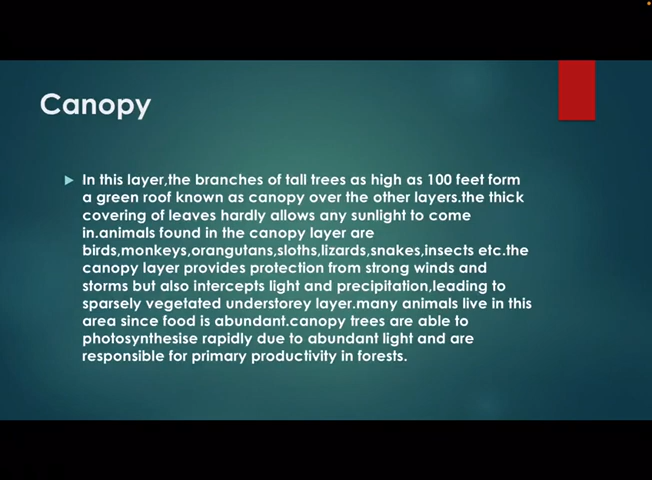 Canopy
In this layer,the branches of tall trees as high as 100 feet form
a green roof known as canopy over the other layers.the thick
covering of leaves hardly allows any sunlight to come
in.animals found in the canopy layer are
birds,monkeys,orangutans,sloths,lizards,snakes,insects etc.the
canopy layer provides protection from strong winds and
storms but also intercepts light and precipitation,leading to
sparsely vegetated understorey layer.many animals live in this
area since food is abundant.canopy trees are able to
photosynthesise rapidly due to abundant light and are
responsible for primary productivity in forests.